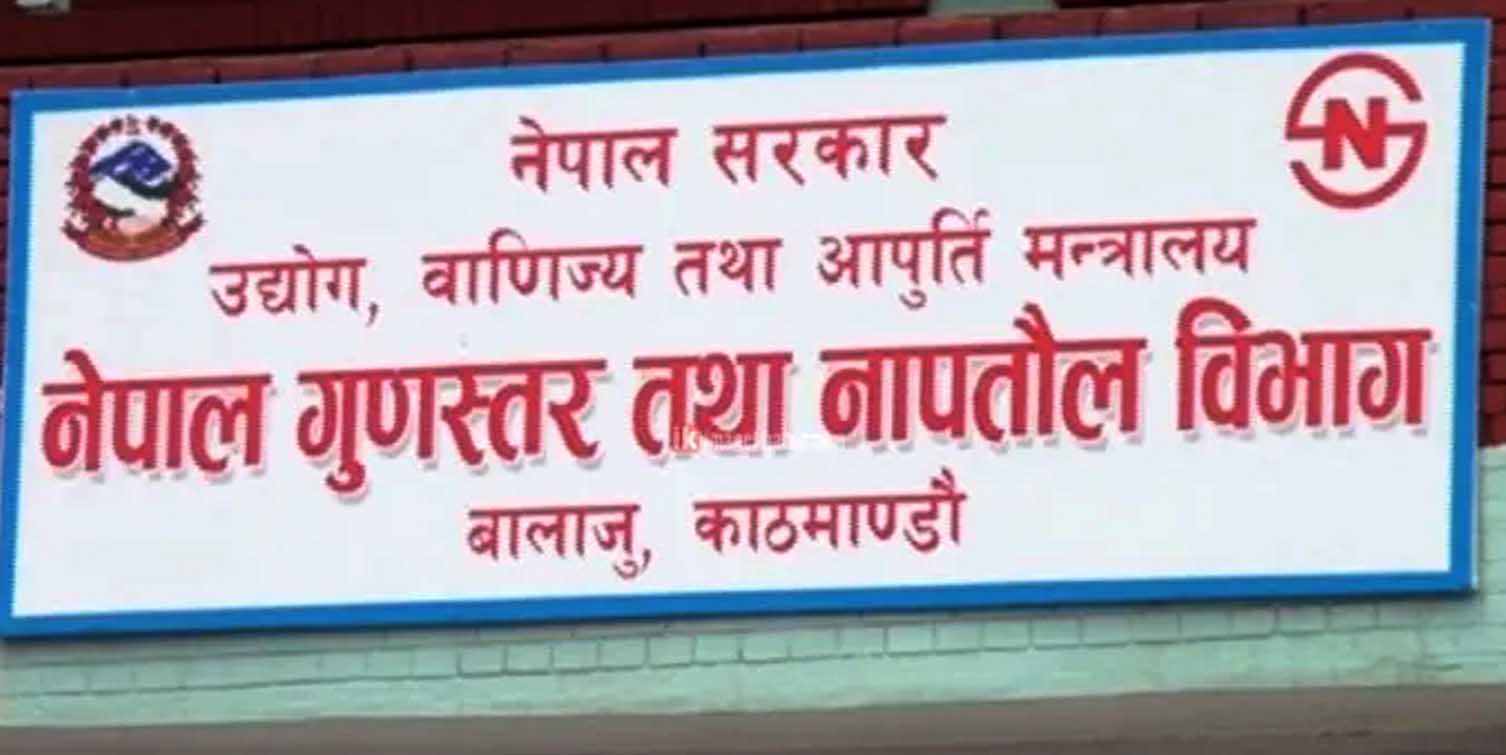 नेपाल सरकार
N
उद्योग, वाणिज्य तथा आपुर्ति मन्त्रालय
नेपाल गुणस्तर तथा नापतौल विभाग
बालाजु, काठमाण्डौ